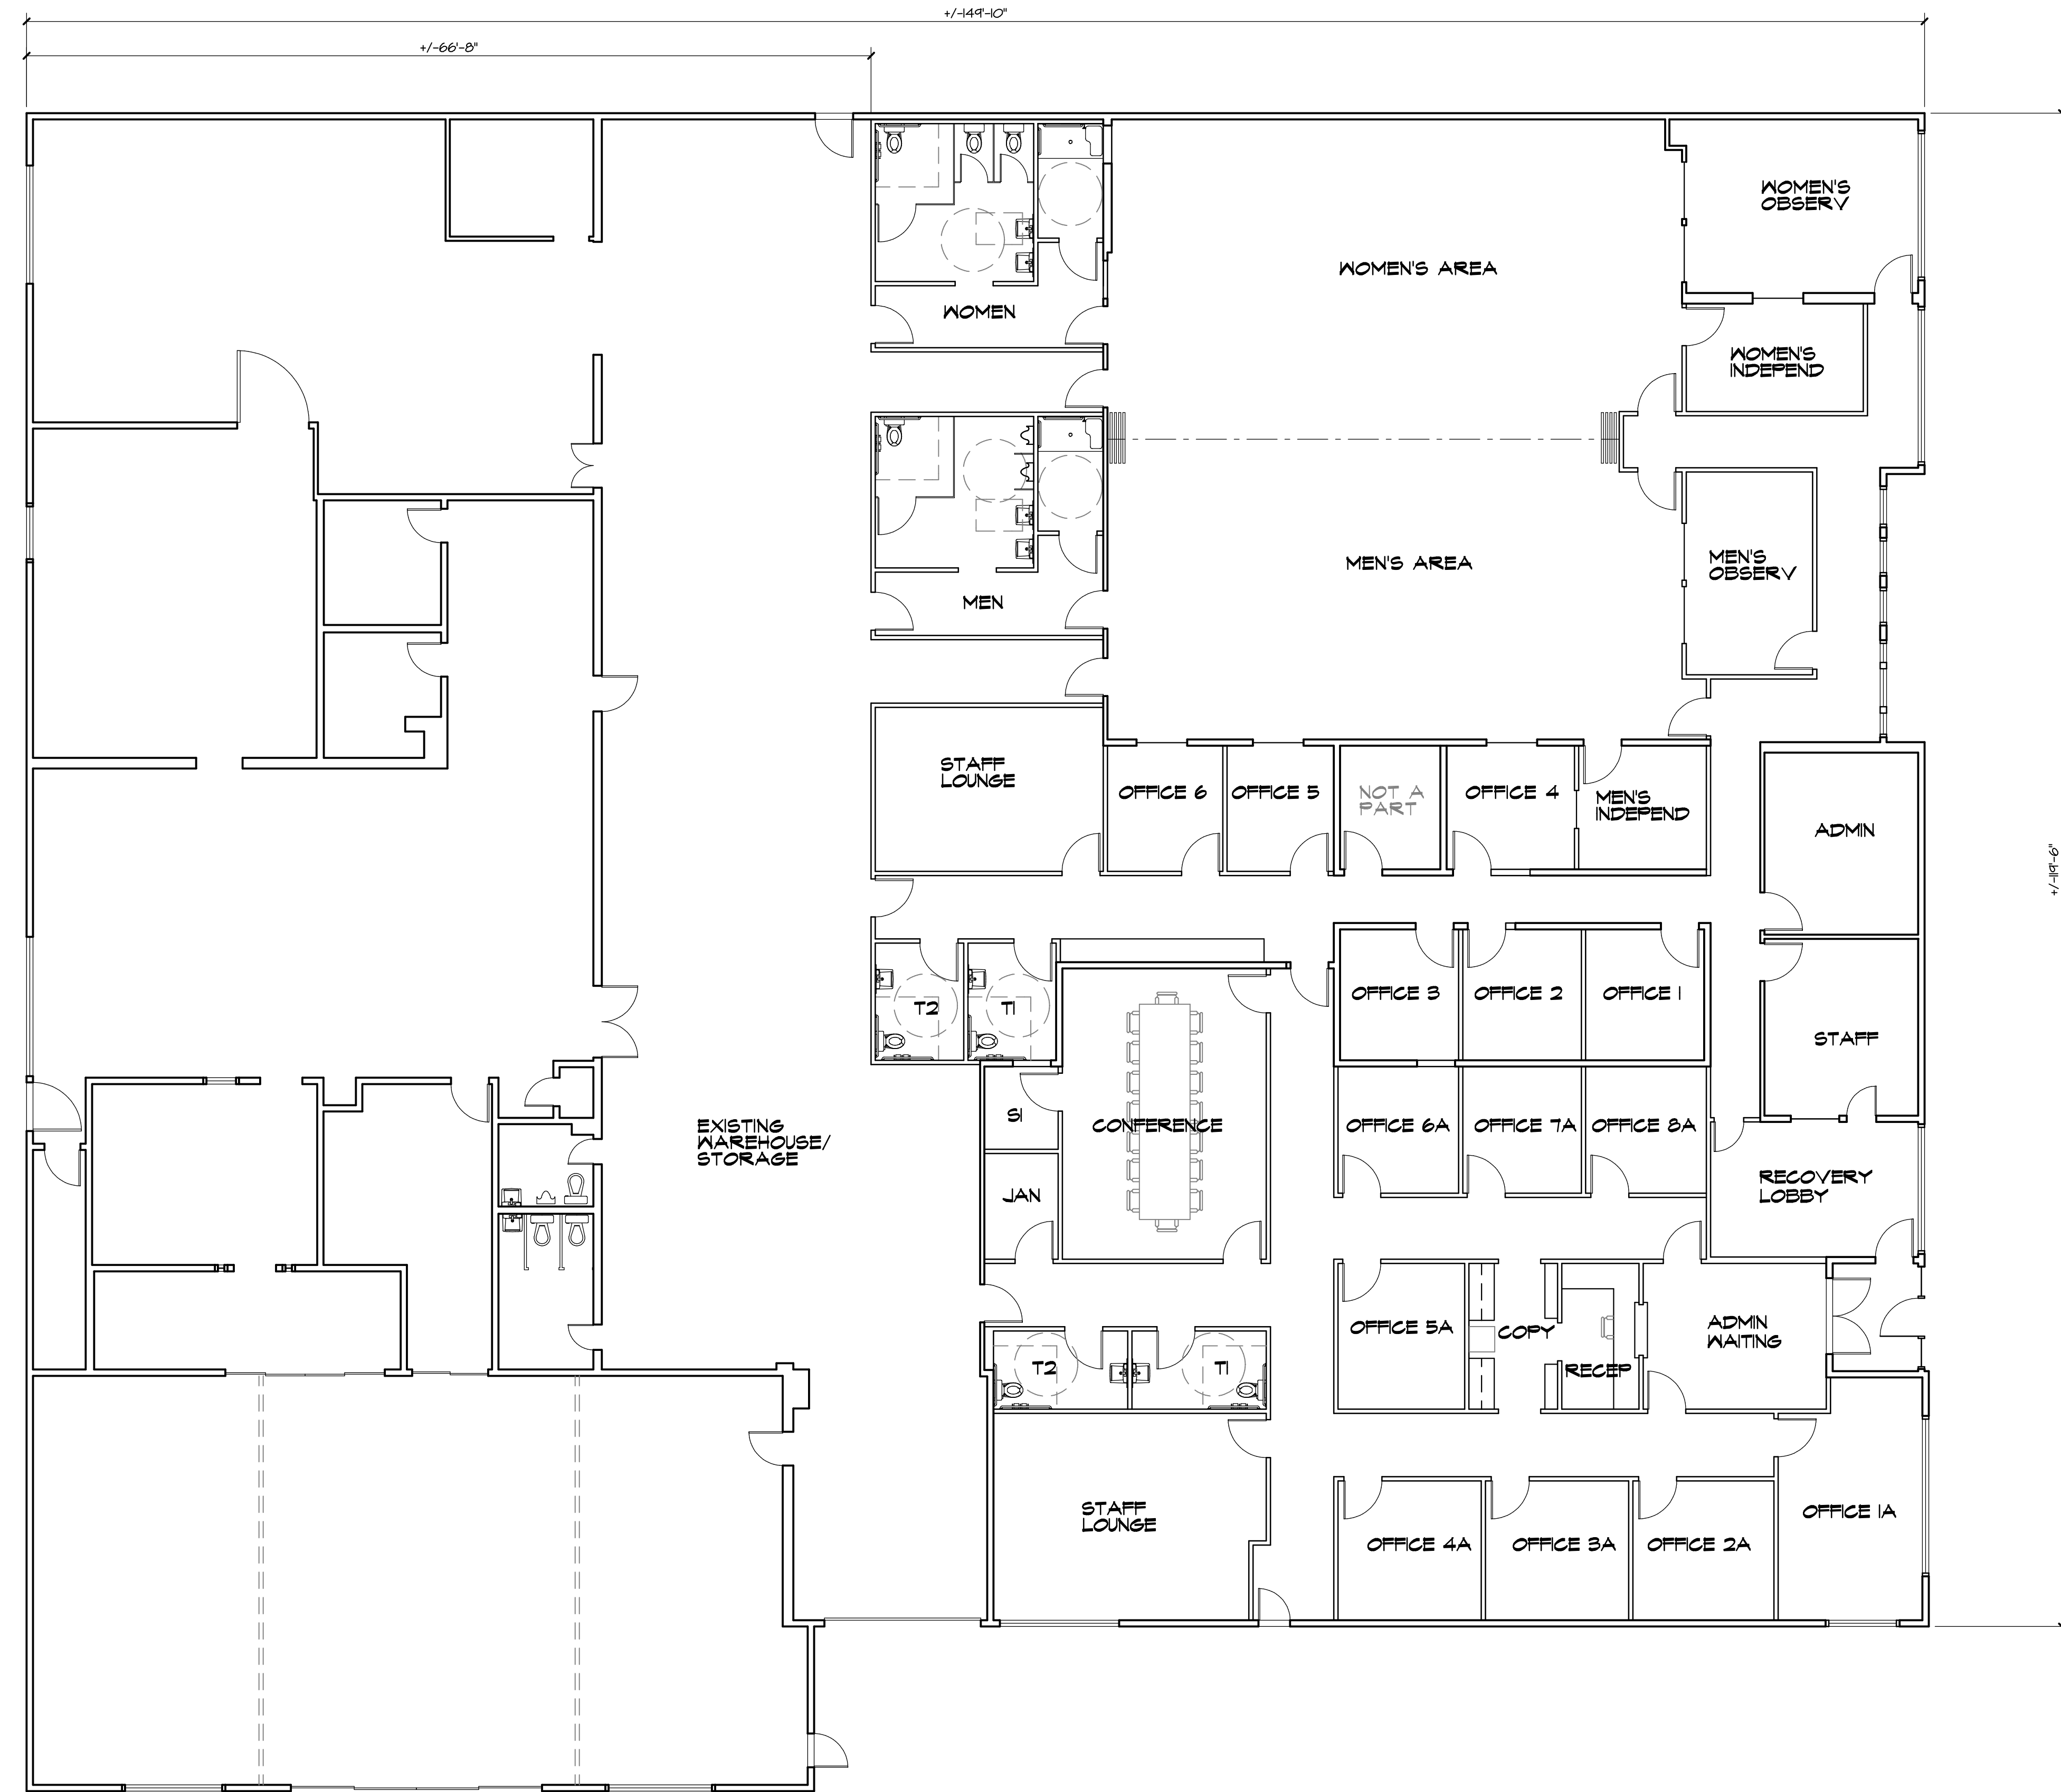 +/-149'-10"
+/-66'-8"
WOMEN'S
OBSERV
WOMEN'S AREA
WOMEN
WOMEN'S
INDEPEND
MEN'S AREA
MEN'S
OBSERV
MEN
STAFF
LOUNGE
OFFICE 6
OFFICE 5
NOT A
PART
OFFICE 4
MEN'S
INDEPEND
ADMIN
+/-119'-6"
T2
T1
OFFICE 3
OFFICE 2
OFFICE 1
STAFF
EXISTING
WAREHOUSE/
STORAGE
S1
CONFERENCE
OFFICE 6A
OFFICE 7A
OFFICE 8A
JAN
RECOVERY
LOBBY
OFFICE 5A
COPY
RECEP
ADMIN
WAITING
T2
T1
STAFF
LOUNGE
OFFICE 4A
OFFICE 3A
OFFICE 2A
OFFICE 1A